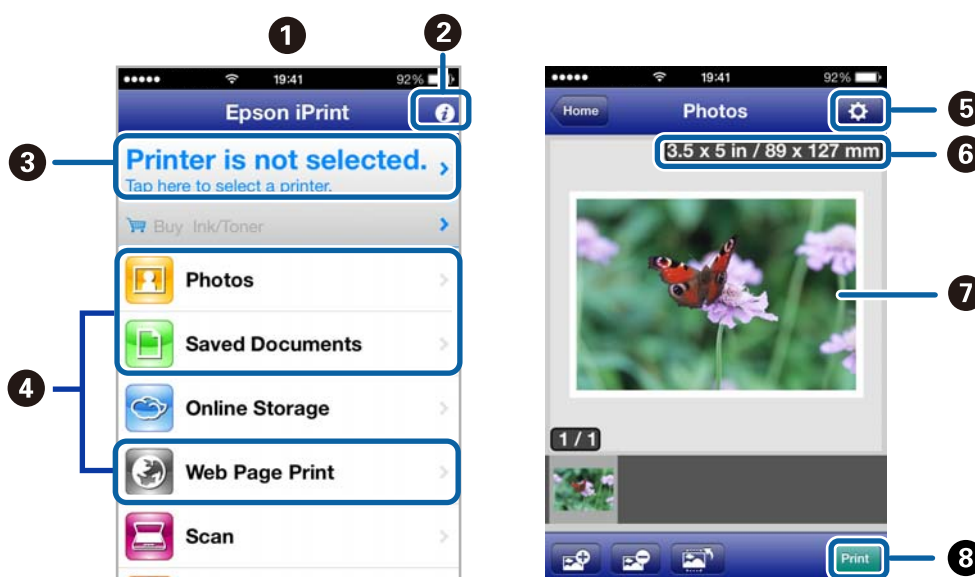 1
2
19:41
92%
Epson iPrint
3
Printer is not selected.
Tap here to select a printer.
Buy Ink/Toner
4
Photos
Saved Documents
Online Storage
Web Page Print
Scan
19:41
92%
Home
Photos
5
3.5 x 5 in / 89 x 127 mm
6
7
1 / 1
Print
8